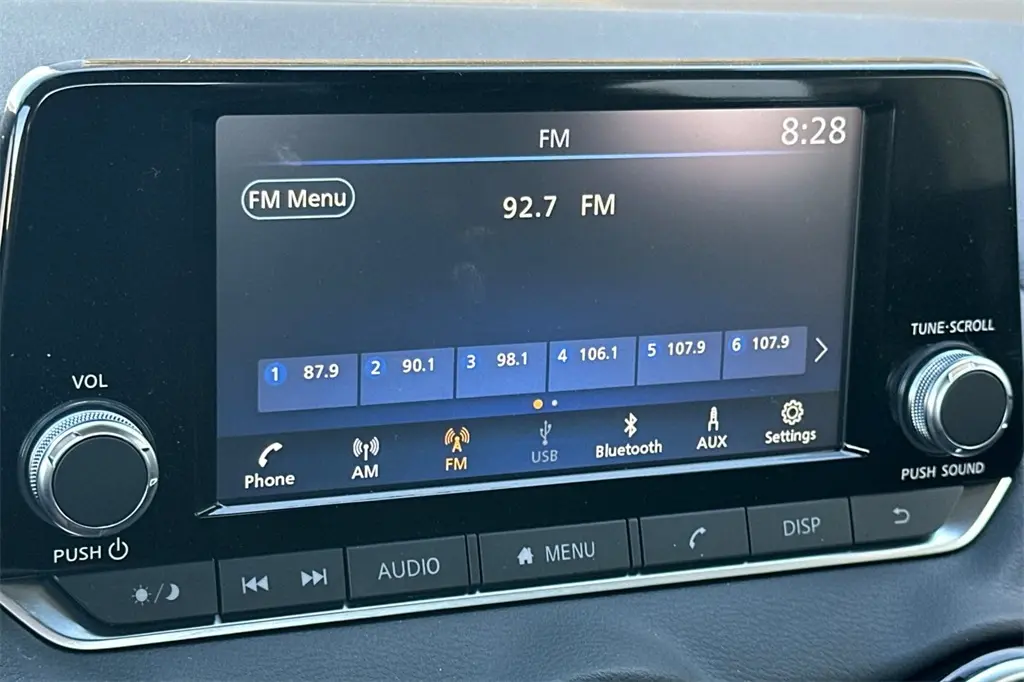 FM
8:28
FM Menu
92.7 FM
1 87.9 2 90.1 3 98.1 4 106.1 5 107.9 6 107.9
Phone AM FM USB Bluetooth AUX Settings
VOL
PUSH
TUNE·SCROLL
PUSH SOUND
AUDIO MENU DISP